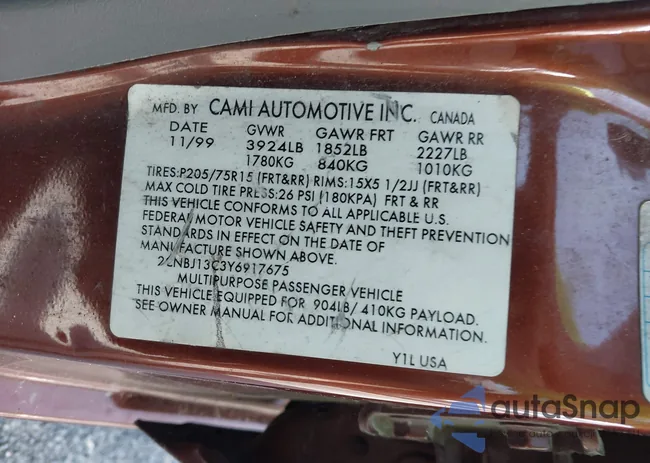 MFD. BY CAMI AUTOMOTIVE INC. CANADA
DATE GVWR GAWR FRT GAWR RR
11/99 3924LB 1852LB 2227LB
1780KG 840KG 1010KG
TIRES:P205/75R15 (FRT&RR) RIMS:15X5 1/2JJ (FRT&RR)
MAX COLD TIRE PRESS:26 PSI (180KPA) FRT & RR
THIS VEHICLE CONFORMS TO ALL APPLICABLE U.S.
FEDERAL MOTOR VEHICLE SAFETY AND THEFT PREVENTION
STANDARDS IN EFFECT ON THE DATE OF
MANUFACTURE SHOWN ABOVE.
2CNBJ13C3Y6917675
MULTIPURPOSE PASSENGER VEHICLE
THIS VEHICLE EQUIPPED FOR 904LB/ 410KG PAYLOAD.
SEE OWNER MANUAL FOR ADDITIONAL INFORMATION.
Y1L USA
autoSnap